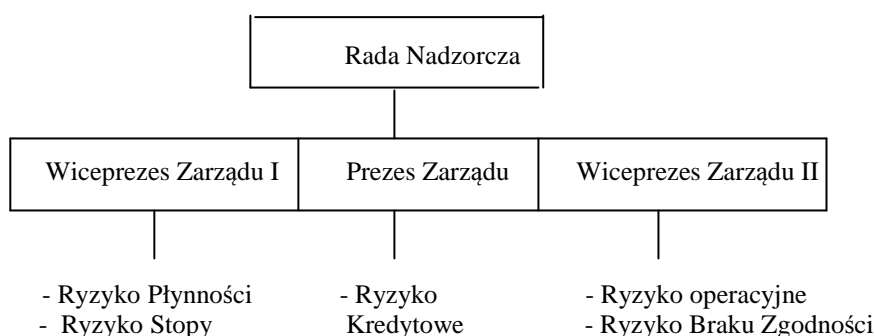 Rada Nadzorcza
Wiceprezes Zarządu I
Prezes Zarządu
Wiceprezes Zarządu II
- Ryzyko Płynności
- Ryzyko Stopy
- Ryzyko
Kredytowe
- Ryzyko operacyjne
- Ryzyko Braku Zgodności